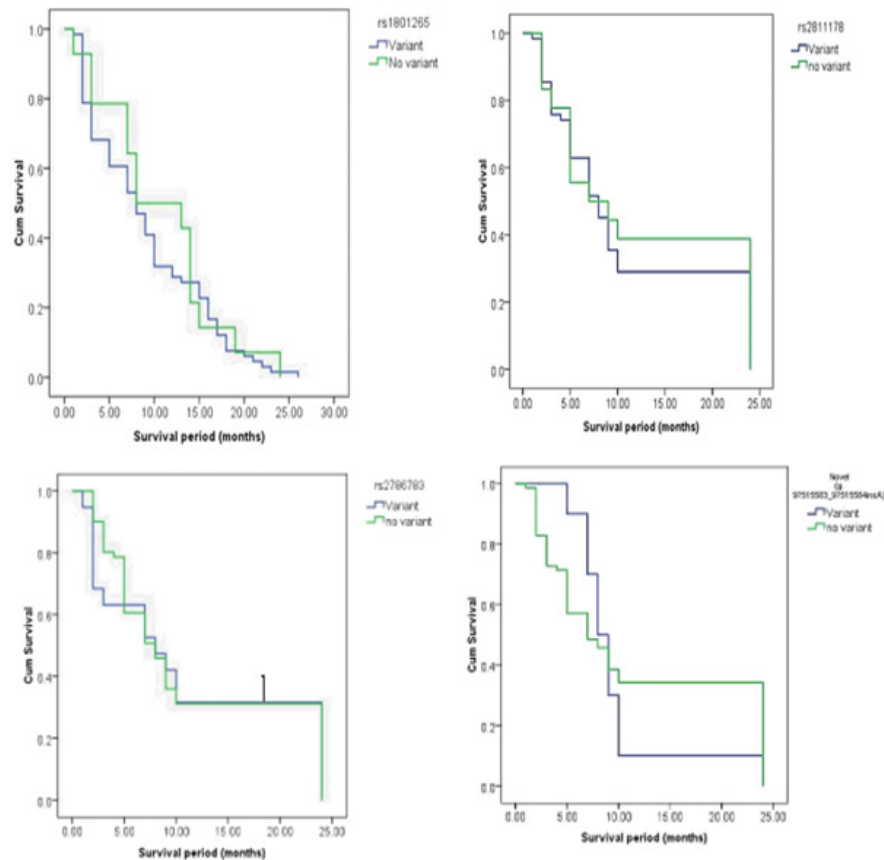 rs1801265
Variant
No variant
Cum Survival
1.0
0.8
0.6
0.4
0.2
0.0
0.00 5.00 10.00 15.00 20.00 25.00 30.00
Survival period (months)
rs2811178
Variant
no variant
Cum Survival
1.0
0.8
0.6
0.4
0.2
0.0
0.00 5.00 10.00 15.00 20.00 25.00
Survival period (months)
rs2786783
Variant
no variant
Cum Survival
1.0
0.8
0.6
0.4
0.2
0.0
0.00 5.00 10.00 15.00 20.00 25.00
Survival period (months)
Novel
97515583_97515584insA)
Variant
no variant
Cum Survival
1.0
0.8
0.6
0.4
0.2
0.0
0.00 5.00 10.00 15.00 20.00 25.00
Survival period (months)